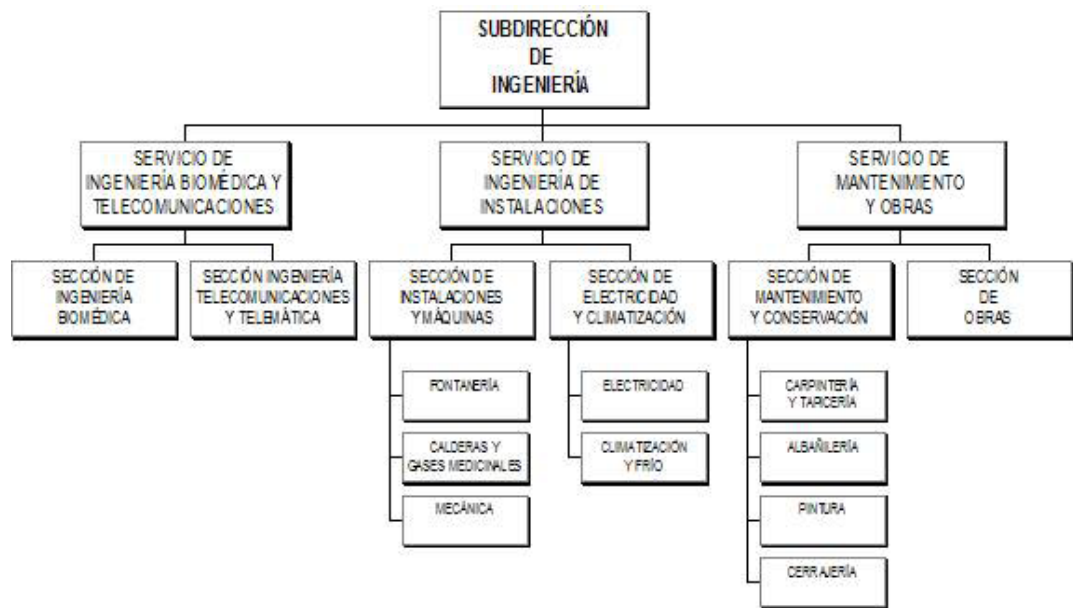 SUBDIRECCIÓN
DE
INGENIERÍA
SERVICIO DE
INGENIERÍA BIOMÉDICA Y
TELECOMUNICACIONES
SERVICIO DE
INGENIERÍA DE
INSTALACIONES
SERVICIO DE
MANTENIMIENTO
Y OBRAS
SECCIÓN DE
INGENIERÍA
BIOMÉDICA
SECCIÓN INGENIERÍA
TELECOMUNICACIONES
Y TELEMÁTICA
SECCIÓN DE
INSTALACIONES
Y MÁQUINAS
SECCIÓN DE
ELECTRICIDAD
Y CLIMATIZACIÓN
SECCIÓN DE
MANTENIMIENTO
Y CONSERVACIÓN
SECCIÓN
DE
OBRAS
FONTANERÍA
CALDERAS Y
GASES MEDICINALES
MECÁNICA
ELECTRICIDAD
CLIMATIZACIÓN
Y FRÍO
CARPINTERÍA
Y TAPICERÍA
ALBAÑILERÍA
PINTURA
CERRAJERÍA